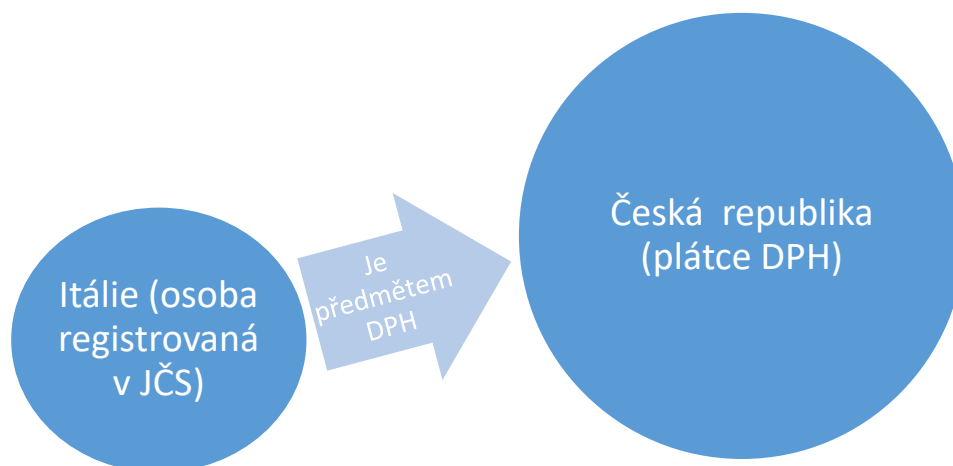 Itálie (osoba
registrovaná
v JČS)
Je
předmětem
DPH
Česká republika
(plátce DPH)